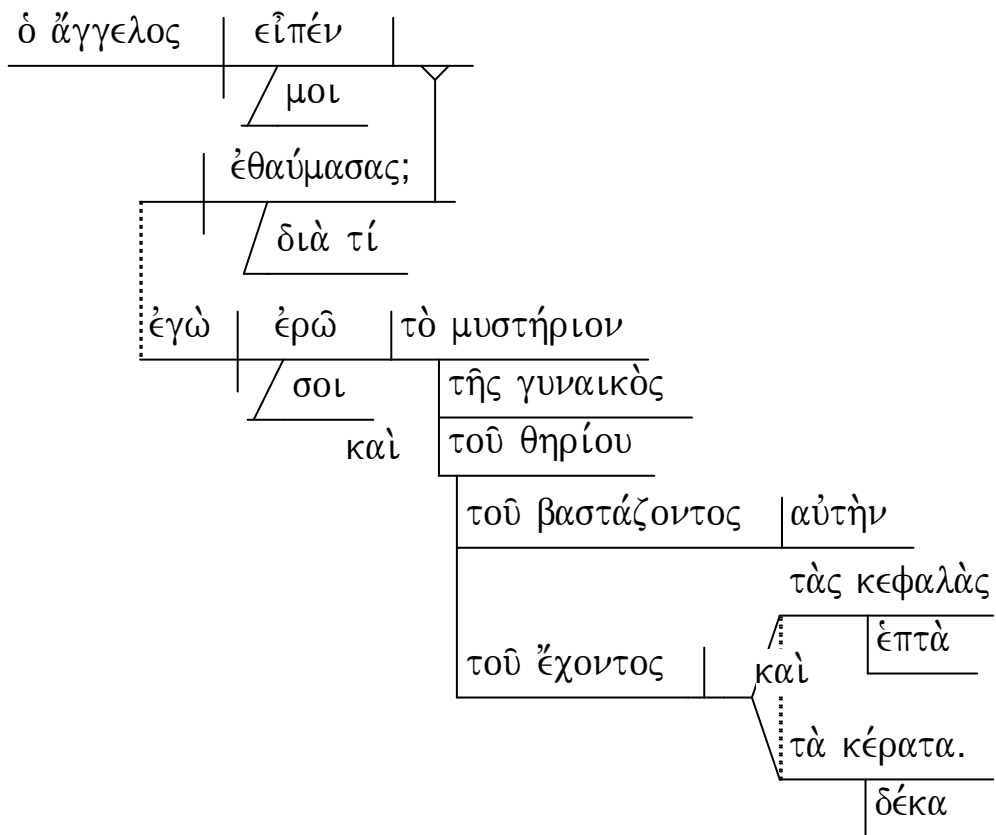 ὁ ἄγγελος εἶπέν
μοι
ἐθαύμασας;
διὰ τί
ἐγὼ ἐρῶ τὸ μυστήριον
σοι τῆς γυναικὸς
καὶ τοῦ θηρίου
τοῦ βαστάζοντος αὐτὴν
τὰς κεφαλὰς
ἑπτὰ
τοῦ ἔχοντος καὶ
τὰ κέρατα.
δέκα